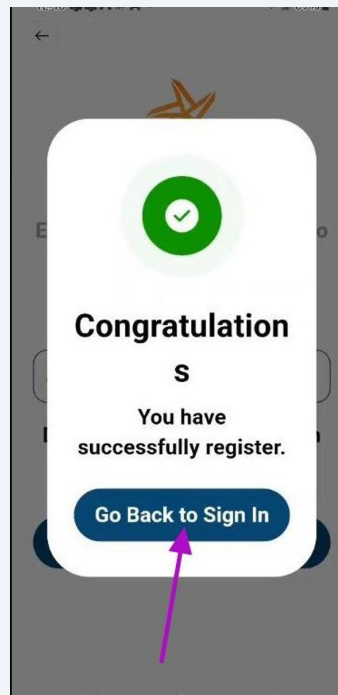 Congratulation
s
You have
successfully register.
Go Back to Sign In